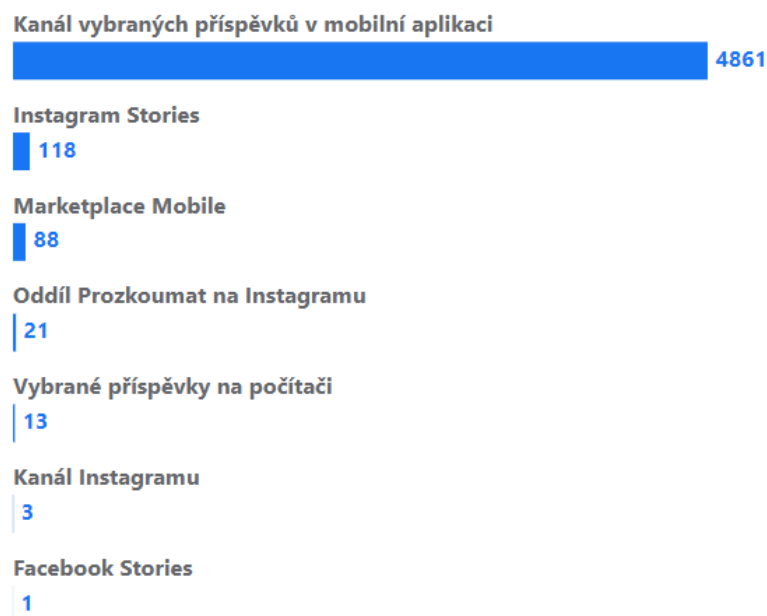 Kanál vybraných příspěvků v mobilní aplikaci
4861
Instagram Stories
118
Marketplace Mobile
88
Oddíl Prozkoumat na Instagramu
21
Vybrané příspěvky na počítači
13
Kanál Instagramu
3
Facebook Stories
1